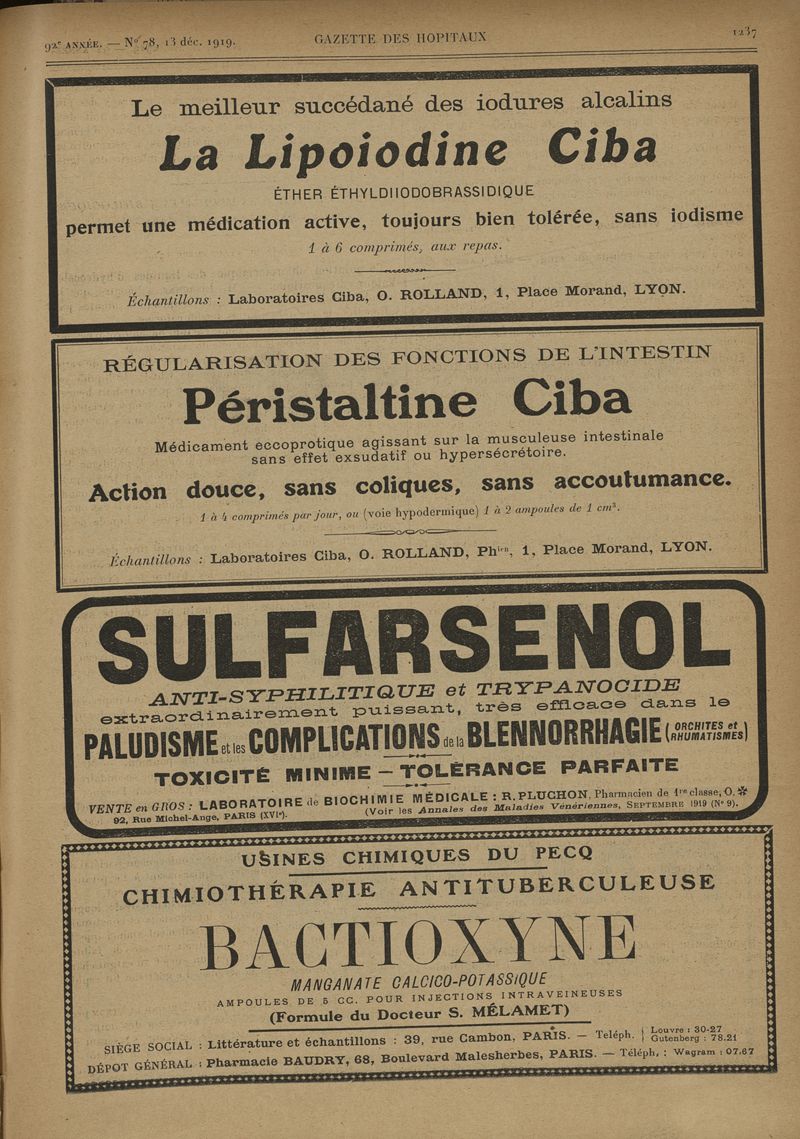 92e ANNÉE. — No 78, 13 déc. 1919.
GAZETTE DES HOPITAUX
1237
Le meilleur succédané des iodures alcalins
La Lipoiodine Ciba
ÉTHER ÉTHYLDIIODOBRASSIDIQUE
permet une médication active, toujours bien tolérée, sans iodisme
1 à 6 comprimés, aux repas.
Échantillons : Laboratoires Ciba, O. ROLLAND, 1, Place Morand, LYON.
RÉGULARISATION DES FONCTIONS DE L'INTESTIN
Péristaltine Ciba
Médicament eccoprotique agissant sur la musculeuse intestinale
sans effet exsudatif ou hypersécrétoire.
Action douce, sans coliques, sans accoutumance.
1 à 4 comprimés par jour, ou (voie hypodermique) 1 à 2 ampoules de 1 cm³.
Échantillons : Laboratoires Ciba, O. ROLLAND, Phien, 1, Place Morand, LYON.
SULFARSENOL
ANTI-SYPHILITIQUE et TRYPANOCIDE
extraordinairement puissant, très efficace dans le
PALUDISME et les COMPLICATIONS de la BLENNORRHAGIE (ORCHITES et RHUMATISMES)
TOXICITÉ MINIME — TOLÉRANCE PARFAITE
VENTE en GROS : LABORATOIRE de BIOCHIMIE MÉDICALE : R. PLUCHON, Pharmacien de 1re classe, O. ✻
92, Rue Michel-Ange, PARIS (XVIe). (Voir les Annales des Maladies Vénériennes, SEPTEMBRE 1919 (No 9).
USINES CHIMIQUES DU PECQ
CHIMIOTHÉRAPIE ANTITUBERCULEUSE
BACTIOXYNE
MANGANATE CALCICO-POTASSIQUE
AMPOULES DE 5 CC. POUR INJECTIONS INTRAVEINEUSES
(Formule du Docteur S. MÉLAMET)
SIÈGE SOCIAL : Littérature et échantillons : 39, rue Cambon, PARIS. — Teléph. { Louvre : 30-27
Gutenberg : 78.21
DÉPOT GÉNÉRAL : Pharmacie BAUDRY, 68, Boulevard Malesherbes, PARIS. — Téléph. : Wagram : 07.67